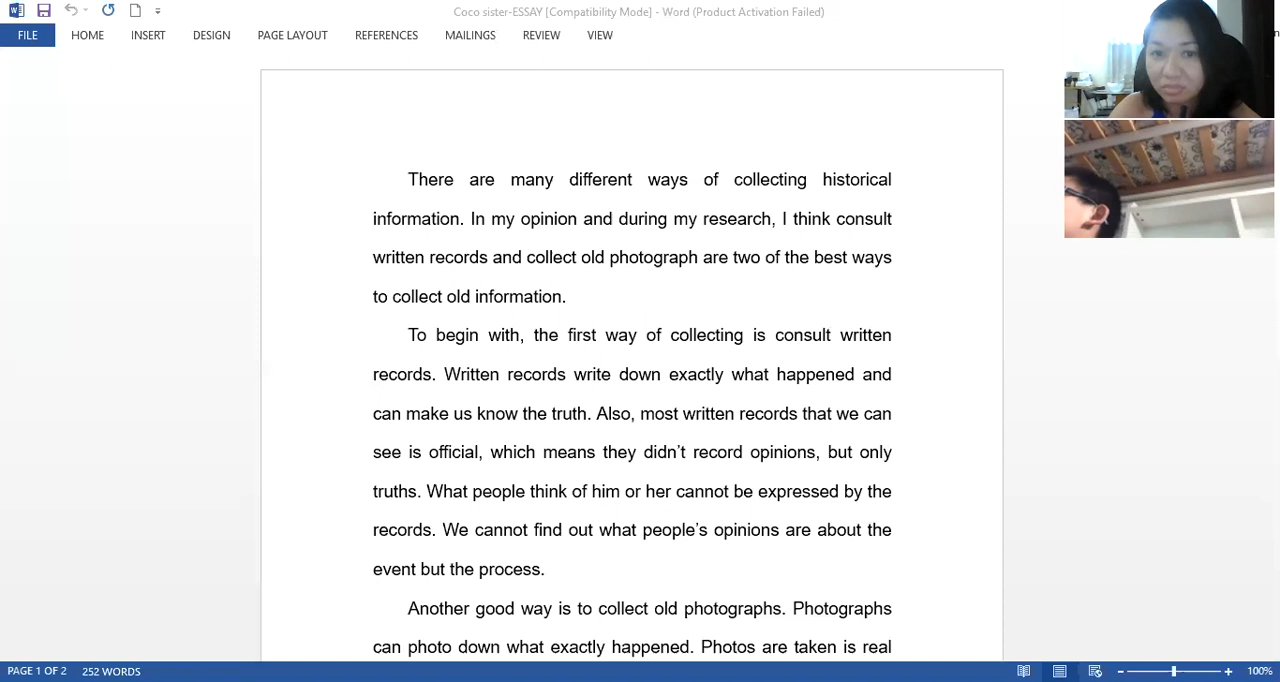 Coco sister-ESSAY [Compatibility Mode] - Word (Product Activation Failed)
FILE HOME INSERT DESIGN PAGE LAYOUT REFERENCES MAILINGS REVIEW VIEW
There are many different ways of collecting historical
information. In my opinion and during my research, I think consult
written records and collect old photograph are two of the best ways
to collect old information.
To begin with, the first way of collecting is consult written
records. Written records write down exactly what happened and
can make us know the truth. Also, most written records that we can
see is official, which means they didn’t record opinions, but only
truths. What people think of him or her cannot be expressed by the
records. We cannot find out what people’s opinions are about the
event but the process.
Another good way is to collect old photographs. Photographs
can photo down what exactly happened. Photos are taken is real
PAGE 1 OF 2 252 WORDS 100%